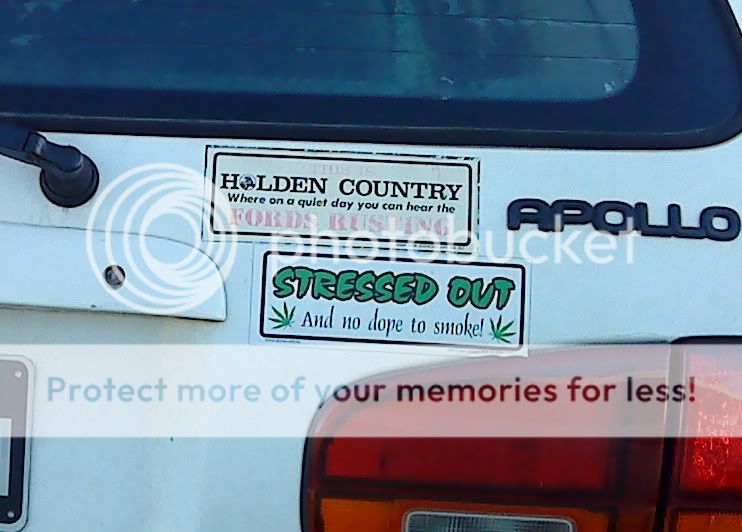 THIS IS
HOLDEN COUNTRY
Where on a quiet day you can hear the
FORDS RUSTING
APOLLO
photobucket
STRESSED OUT
And no dope to smoke!
Protect more of your memories for less!